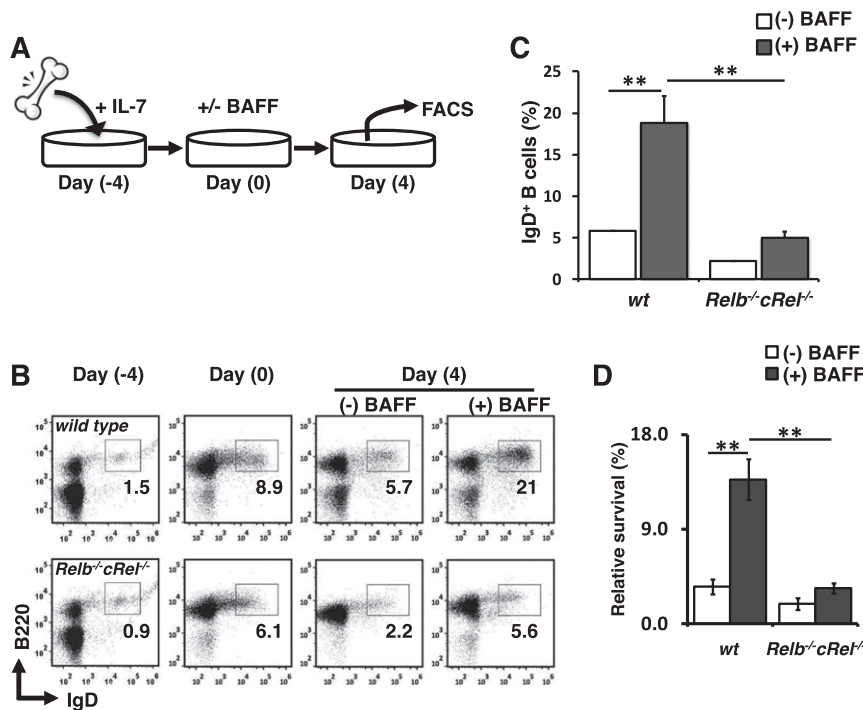 A
+ IL-7
+/- BAFF
FACS
Day (-4)
Day (0)
Day (4)
C
(-) BAFF
(+) BAFF
IgD+ B cells (%)
25
20
15
10
5
0
**
**
wt
Relb-/-cRel-/-
B
Day (-4)
Day (0)
Day (4)
(-) BAFF
(+) BAFF
wild type
1.5
8.9
5.7
21
Relb-/-cRel-/-
0.9
6.1
2.2
5.6
B220
IgD
D
(-) BAFF
(+) BAFF
Relative survival (%)
18.0
9.0
0.0
**
**
wt
Relb-/-cRel-/-